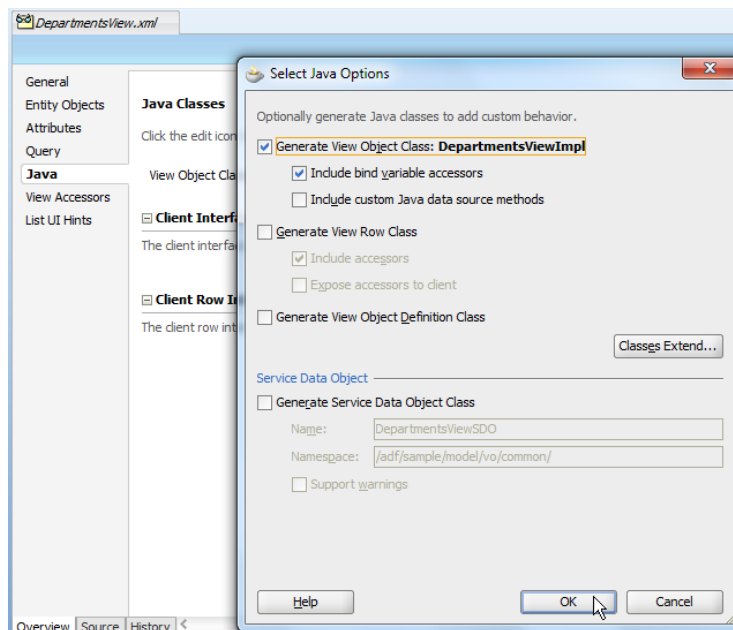 DepartmentsView.xml
General
Entity Objects
Attributes
Query
Java
View Accessors
List UI Hints
Java Classes
Click the edit icon
View Object Cla
Client Interf
The client interfa
Client Row In
The client row int
Overview Source History
Select Java Options
Optionally generate Java classes to add custom behavior.
Generate View Object Class: DepartmentsViewImpl
Include bind variable accessors
Include custom Java data source methods
Generate View Row Class
Include accessors
Expose accessors to client
Generate View Object Definition Class
Classes Extend...
Service Data Object
Generate Service Data Object Class
Name: DepartmentsViewSDO
Namespace: /adf/sample/model/vo/common/
Support warnings
Help OK Cancel